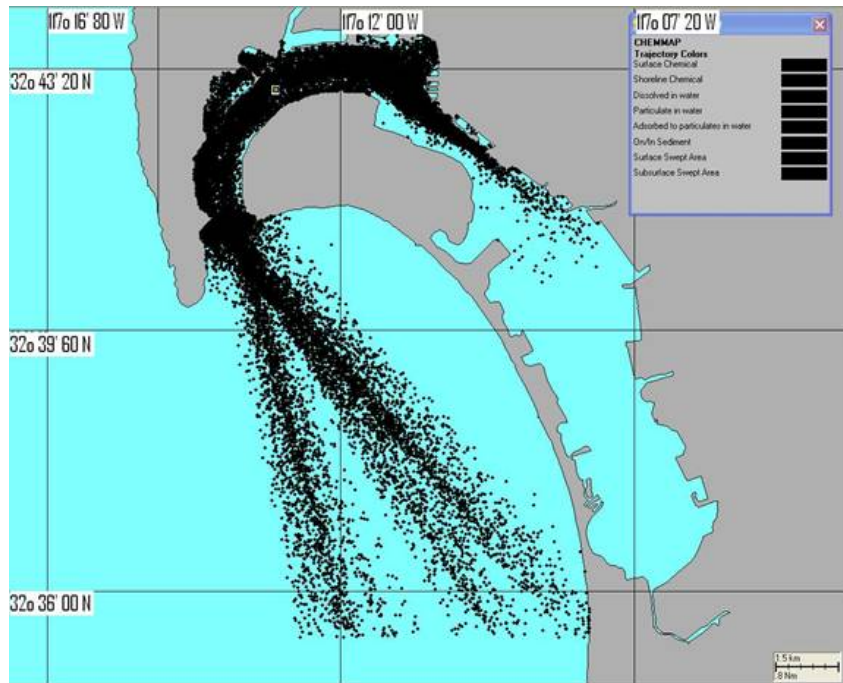 117o 16' 80 W
117o 12' 00 W
117o 07' 20 W
CHEMMAP
Trajectory Colors
Surface Chemical
Shoreline Chemical
Dissolved in water
Particulate in water
Adsorbed to particulates in water
On/In Sediment
Surface Swept Area
Subsurface Swept Area
32o 43' 20 N
32o 39' 60 N
32o 36' 00 N
1.5 km
.8 Nm